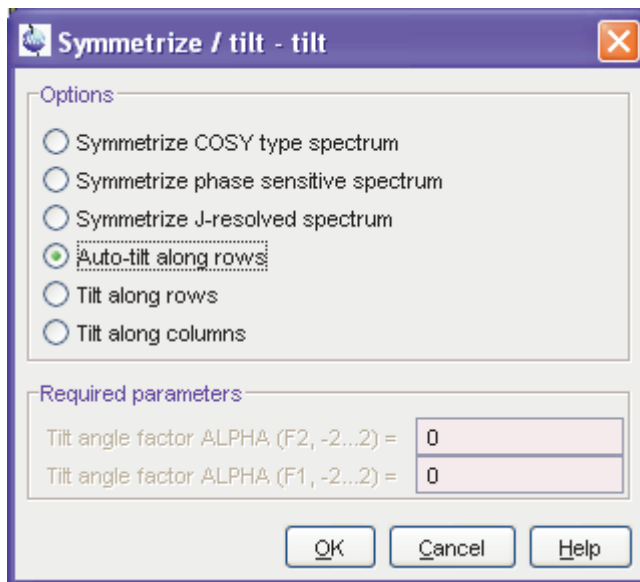 Symmetrize / tilt - tilt
Options
Symmetrize COSY type spectrum
Symmetrize phase sensitive spectrum
Symmetrize J-resolved spectrum
Auto-tilt along rows
Tilt along rows
Tilt along columns
Required parameters
Tilt angle factor ALPHA (F2, -2...2) = 0
Tilt angle factor ALPHA (F1, -2...2) = 0
OK Cancel Help